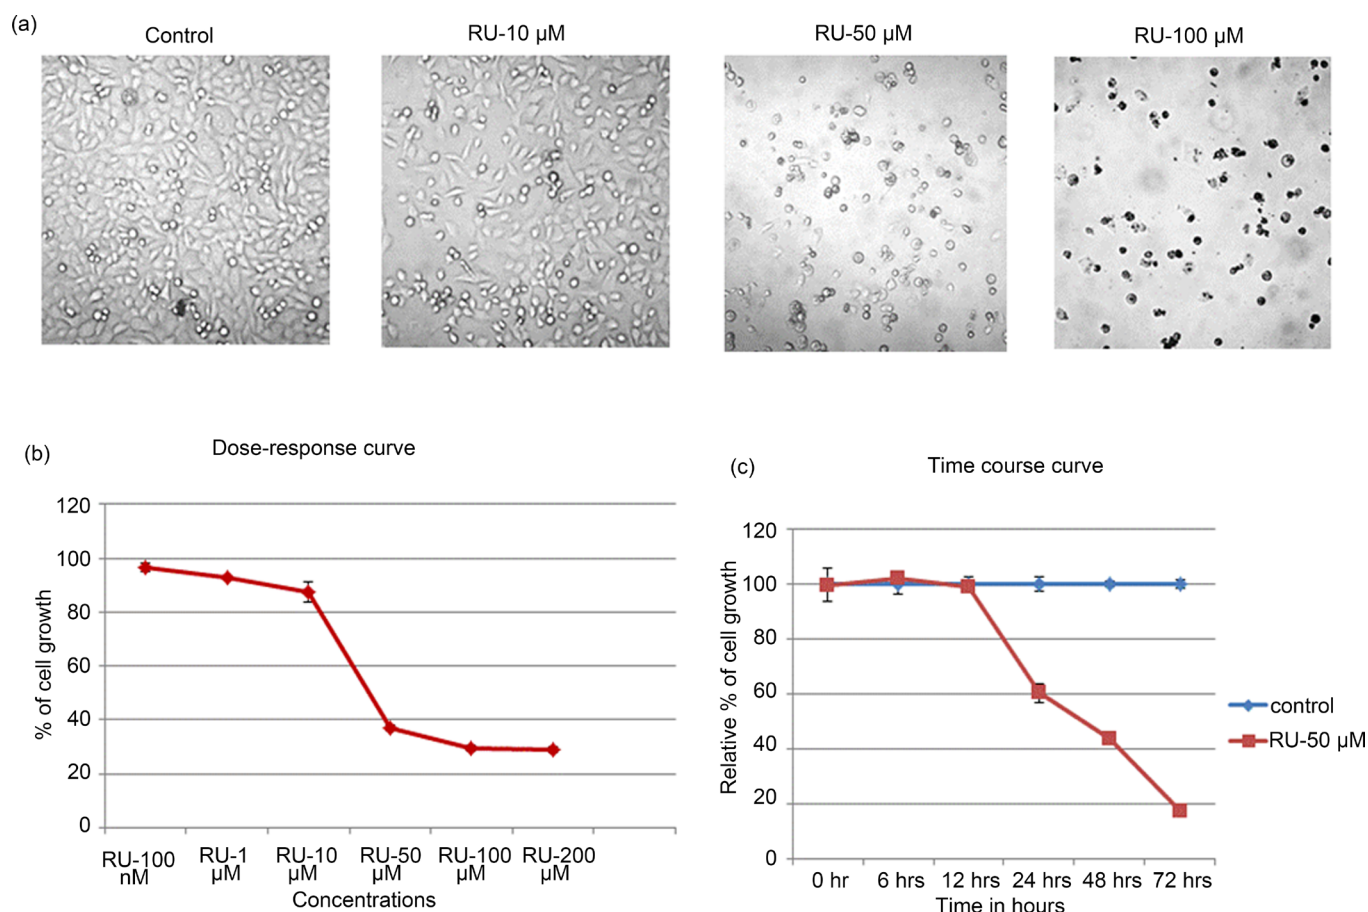 (a)
Control
RU-10 µM
RU-50 µM
RU-100 µM
(b)
Dose-response curve
% of cell growth
120
100
80
60
40
20
0
RU-100 nM
RU-1 µM
RU-10 µM
RU-50 µM
RU-100 µM
RU-200 µM
Concentrations
(c)
Time course curve
Relative % of cell growth
120
100
80
60
40
20
0
0 hr
6 hrs
12 hrs
24 hrs
48 hrs
72 hrs
Time in hours
control
RU-50 µM